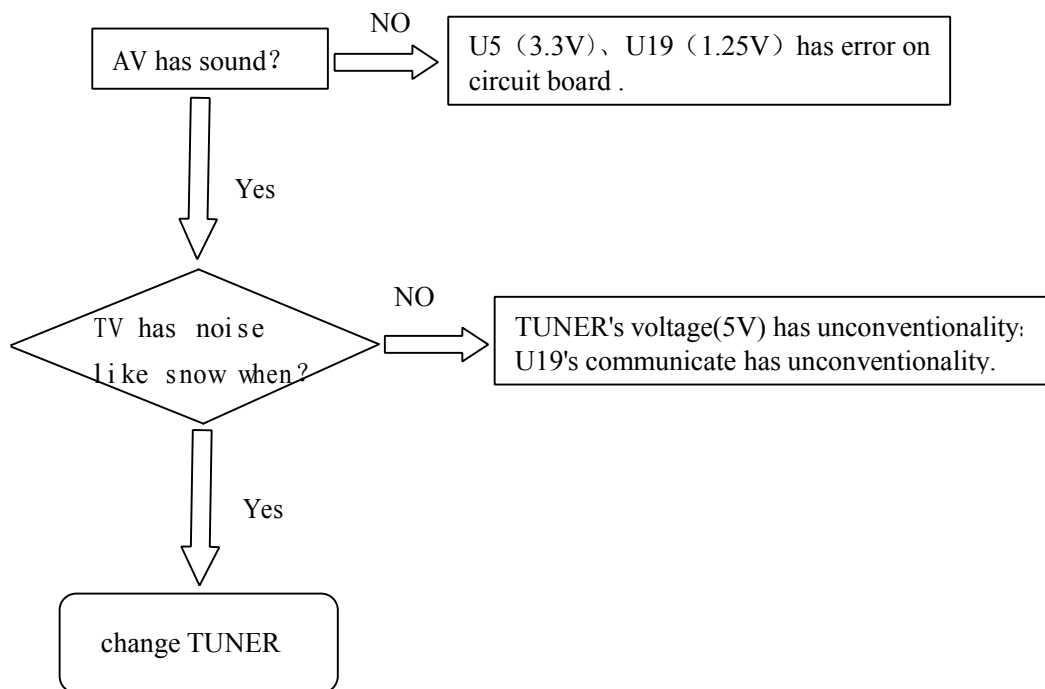 AV has sound？
NO
U5（3.3V）、U19（1.25V）has error on
circuit board .
Yes
TV has noise
like snow when?
NO
TUNER's voltage(5V) has unconventionality;
U19's communicate has unconventionality.
Yes
change TUNER